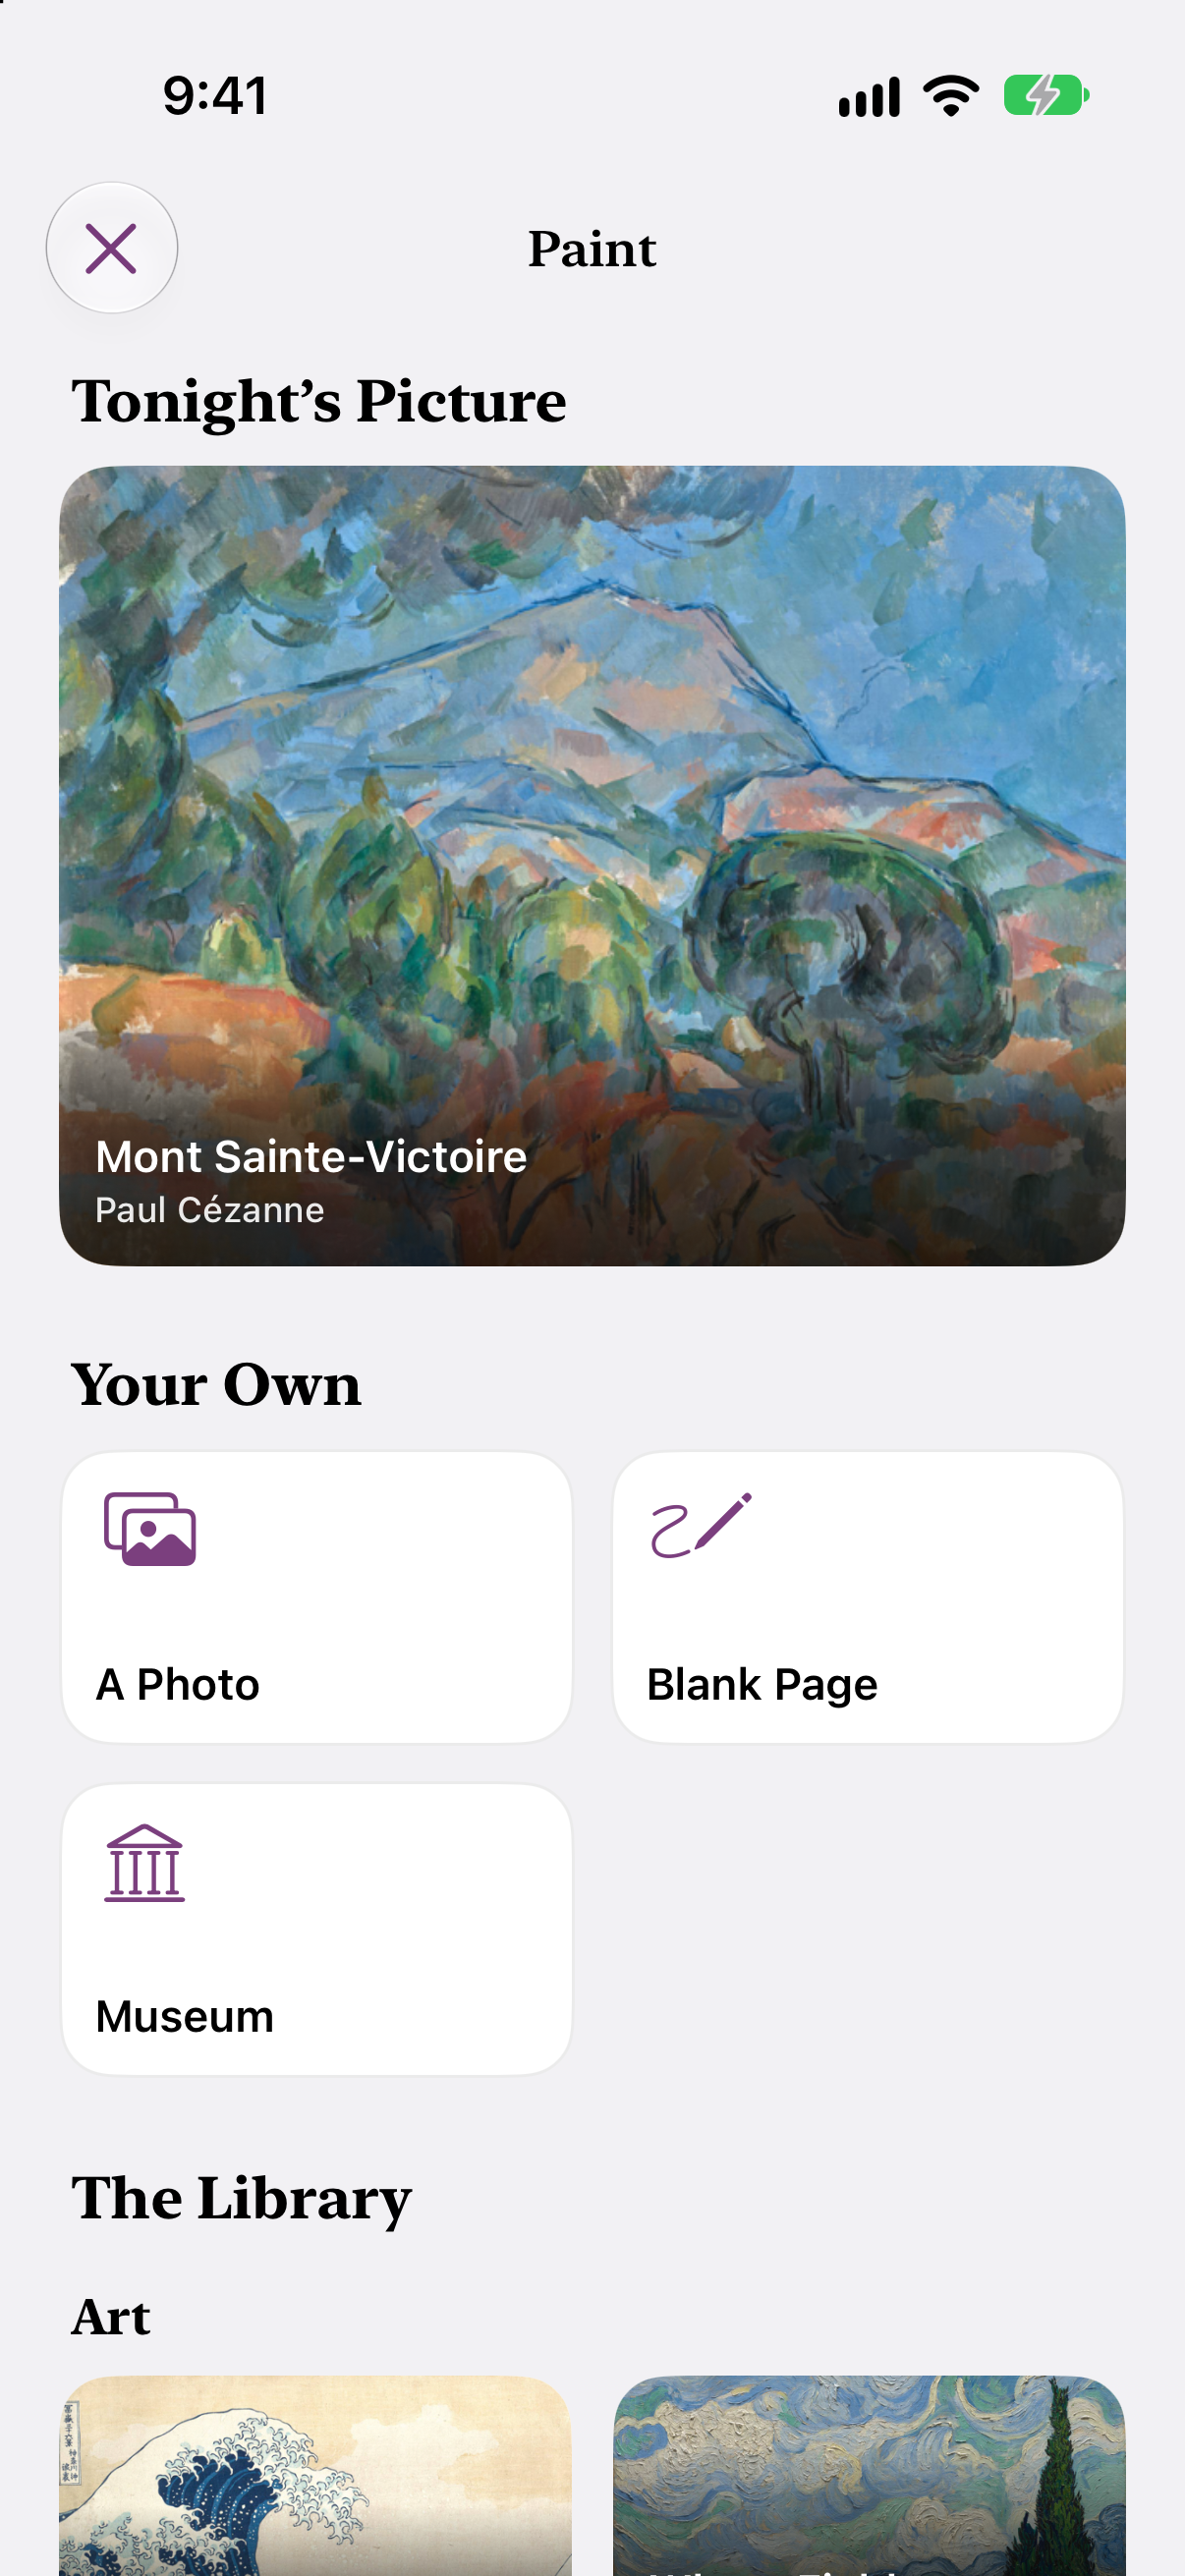 9:41
Paint
Tonight’s Picture
Mont Sainte-Victoire
Paul Cézanne
Your Own
A Photo
Blank Page
Museum
The Library
Art